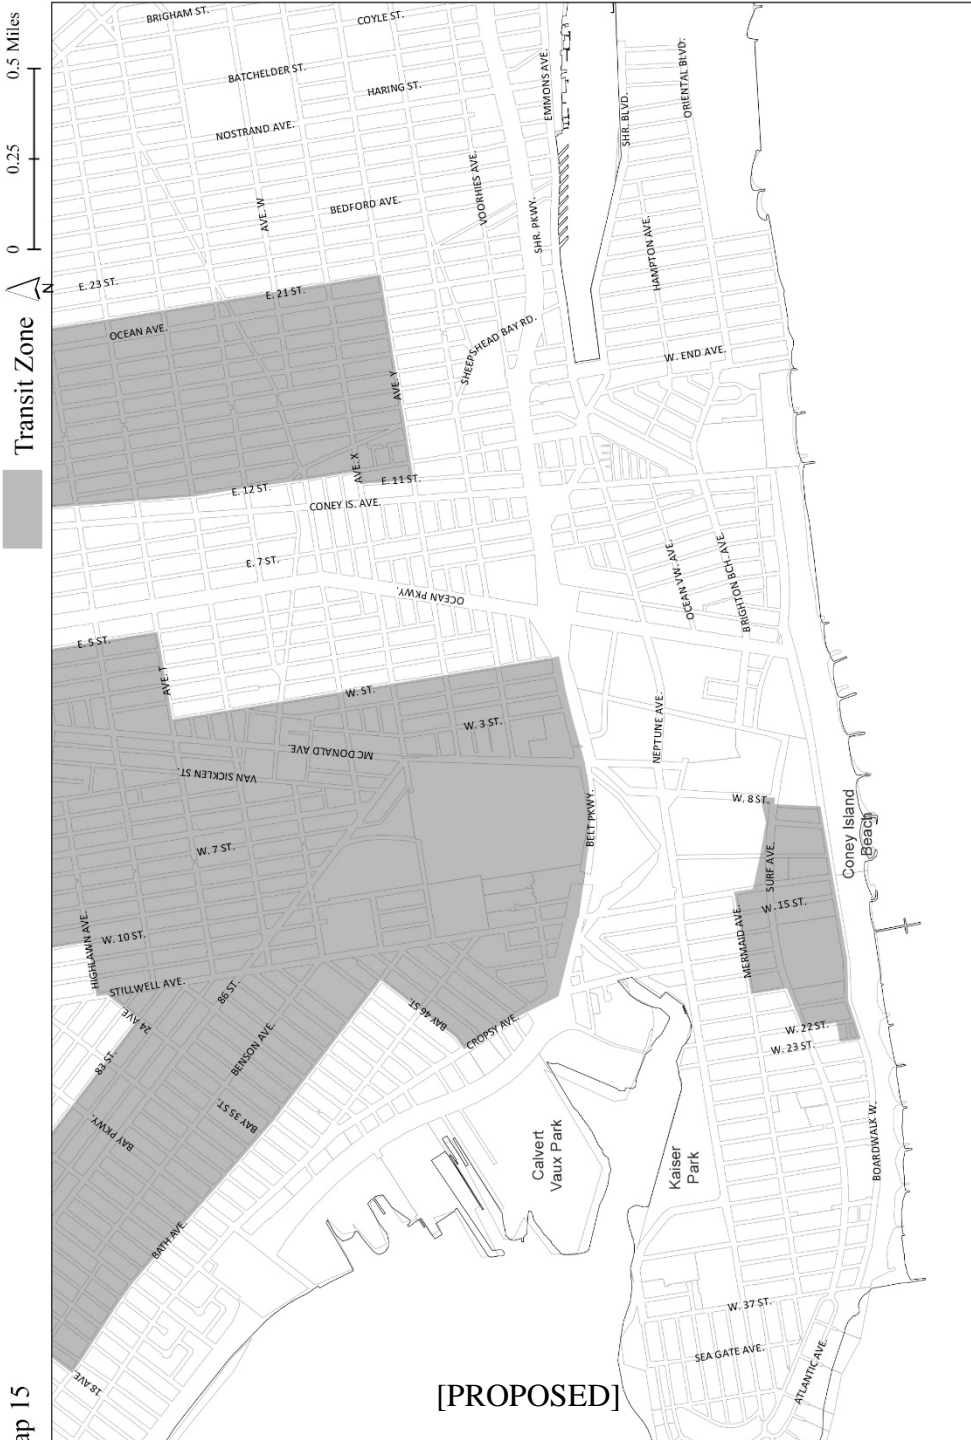 ap 15
Transit Zone
N
0
0.25
0.5 Miles
BRIGHAM ST.
COYLE ST.
BATCHELDER ST.
HARING ST.
NOSTRAND AVE.
AVE. W
BEDFORD AVE.
VOORHIES AVE.
SHR. PKWY.
EMMONS AVE.
SHR. BLVD.
ORIENTAL BLVD.
HAMPTON AVE.
E. 23 ST.
E. 21 ST.
OCEAN AVE.
SHEEPSHEAD BAY RD.
W. END AVE.
AVE. Y
AVE. X
E. 12 ST.
E. 11 ST.
CONEY IS. AVE.
E. 7 ST.
OCEAN PKWY.
OCEAN VW. AVE.
BRIGHTON BCH. AVE.
E. 5 ST.
AVE. T
W. ST.
W. 3 ST.
MCDONALD AVE.
VAN SICKLEN ST.
NEPTUNE AVE.
W. 7 ST.
BELT PKWY.
W. 8 ST.
SURF AVE.
Coney Island
Beach
HIGHLAWN AVE.
W. 10 ST.
W. 15 ST.
MERMAID AVE.
STILLWELL AVE.
86 ST.
24 AVE.
BAY 46 ST.
CROPSY AVE.
W. 22 ST.
W. 23 ST.
83 ST.
BENSON AVE.
BAY 35 ST.
BAY PKWY.
Calvert
Vaux Park
Kaiser
Park
BOARDWALK W.
BATH AVE.
W. 37 ST.
SEA GATE AVE.
ATLANTIC AVE.
18 AVE.
[PROPOSED]